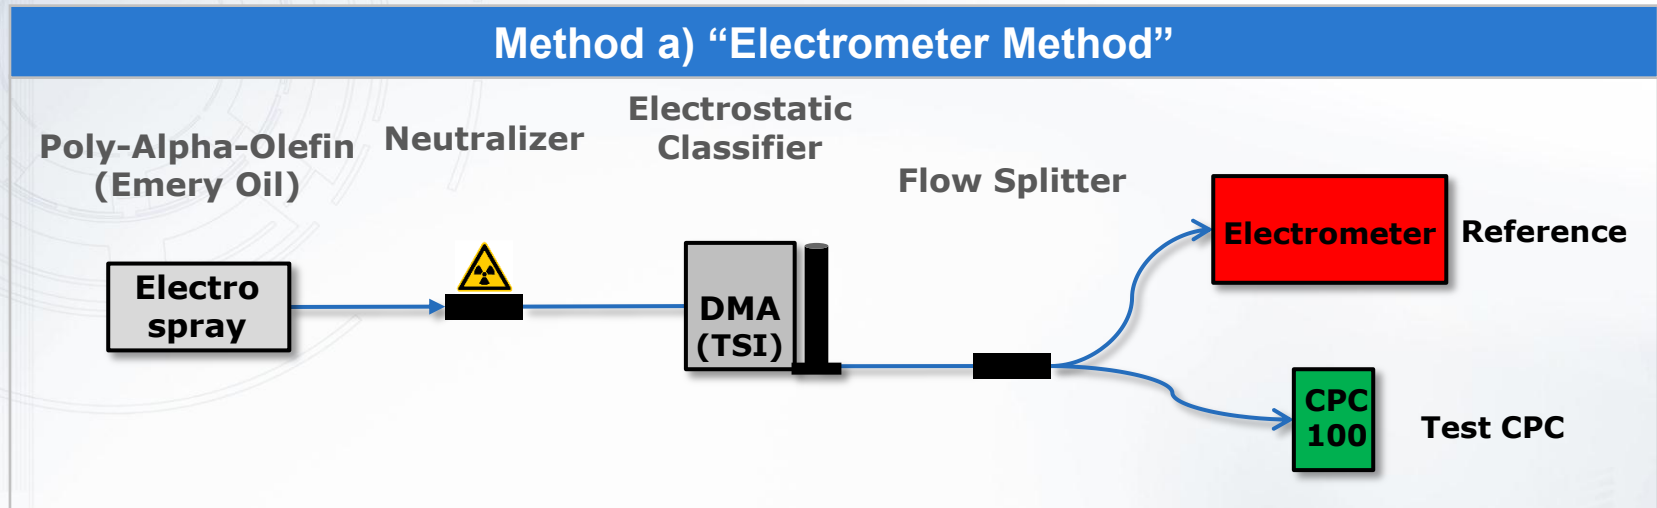 Method a) “Electrometer Method”
Poly-Alpha-Olefin
(Emery Oil)
Neutralizer
Electrostatic
Classifier
Flow Splitter
Electro
spray
DMA
(TSI)
Electrometer
Reference
CPC
100
Test CPC